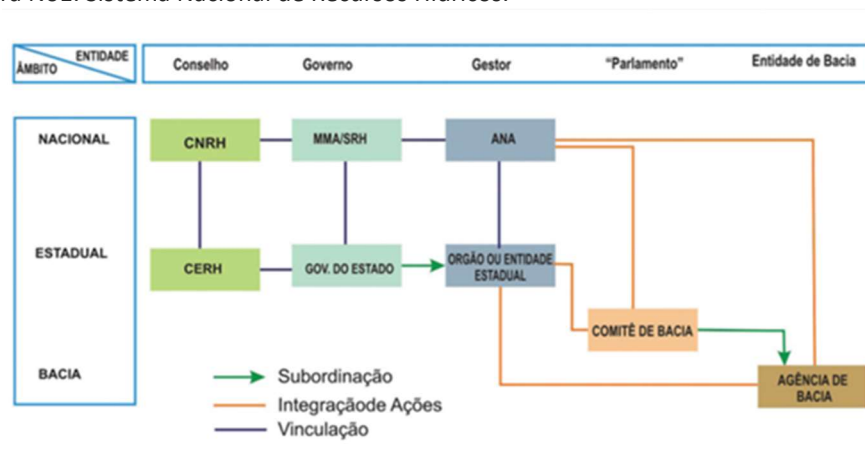 ENTIDADE
ÂMBITO
Conselho
Governo
Gestor
“Parlamento”
Entidade de Bacia
NACIONAL
CNRH
MMA/SRH
ANA
ESTADUAL
CERH
GOV. DO ESTADO
ORGÃO OU ENTIDADE
ESTADUAL
COMITÊ DE BACIA
BACIA
AGÊNCIA DE
BACIA
Subordinação
Integraçãode Ações
Vinculação